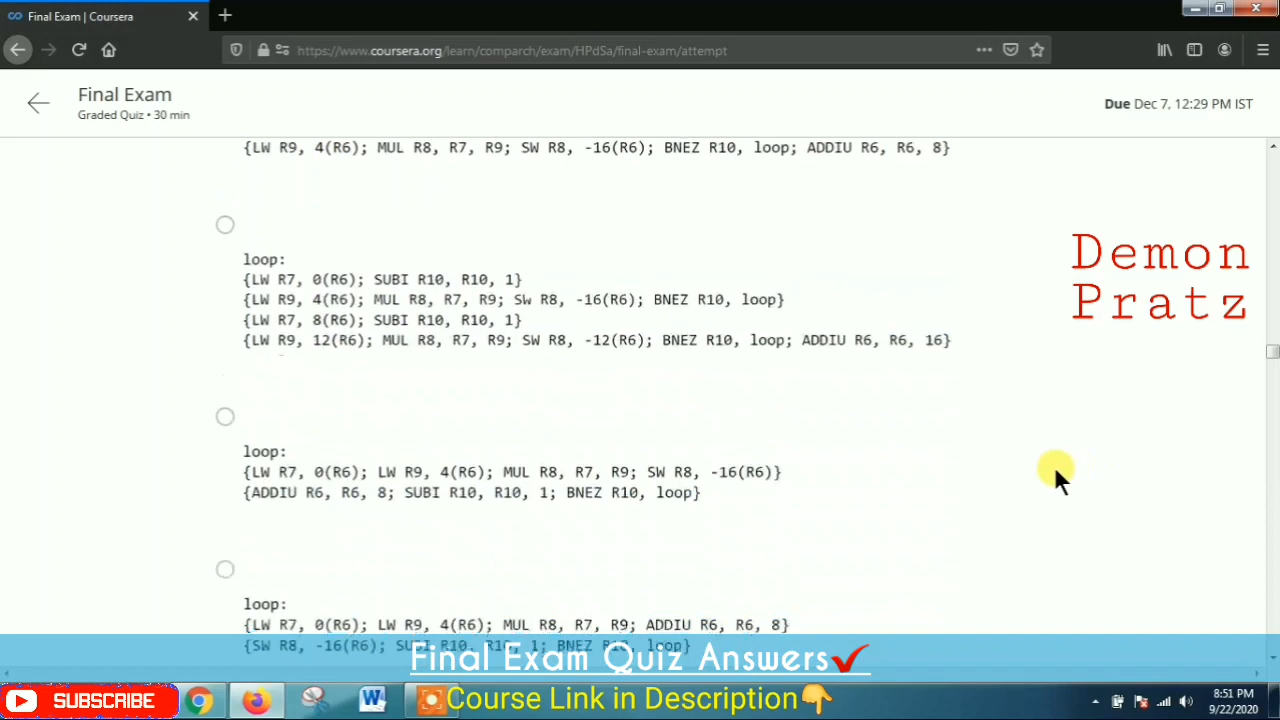 Final Exam | Coursera
https://www.coursera.org/learn/comparch/exam/HPdSa/final-exam/attempt
Final Exam
Graded Quiz • 30 min
Due Dec 7, 12:29 PM IST
{LW R9, 4(R6); MUL R8, R7, R9; SW R8, -16(R6); BNEZ R10, loop; ADDIU R6, R6, 8}
Demon
Pratz
loop:
{LW R7, 0(R6); SUBI R10, R10, 1}
{LW R9, 4(R6); MUL R8, R7, R9; SW R8, -16(R6); BNEZ R10, loop}
{LW R7, 8(R6); SUBI R10, R10, 1}
{LW R9, 12(R6); MUL R8, R7, R9; SW R8, -12(R6); BNEZ R10, loop; ADDIU R6, R6, 16}
loop:
{LW R7, 0(R6); LW R9, 4(R6); MUL R8, R7, R9; SW R8, -16(R6)}
{ADDIU R6, R6, 8; SUBI R10, R10, 1; BNEZ R10, loop}
loop:
{LW R7, 0(R6); LW R9, 4(R6); MUL R8, R7, R9; ADDIU R6, R6, 8}
{SW R8, -16(R6); SUBI R10, R10, 1; BNEZ R10, loop}
Final Exam Quiz Answers
SUBSCRIBE
Course Link in Description
8:51 PM
9/22/2020